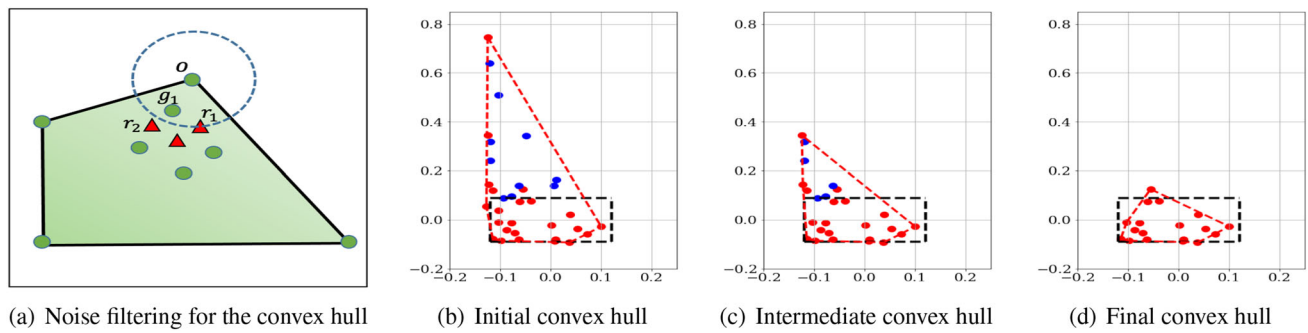 o
g₁
r₂ r₁
0.8
0.6
0.4
0.2
0.0
−0.2
−0.2 −0.1 0.0 0.1 0.2
0.8
0.6
0.4
0.2
0.0
−0.2
−0.2 −0.1 0.0 0.1 0.2
0.8
0.6
0.4
0.2
0.0
−0.2
−0.2 −0.1 0.0 0.1 0.2
(a) Noise filtering for the convex hull
(b) Initial convex hull
(c) Intermediate convex hull
(d) Final convex hull